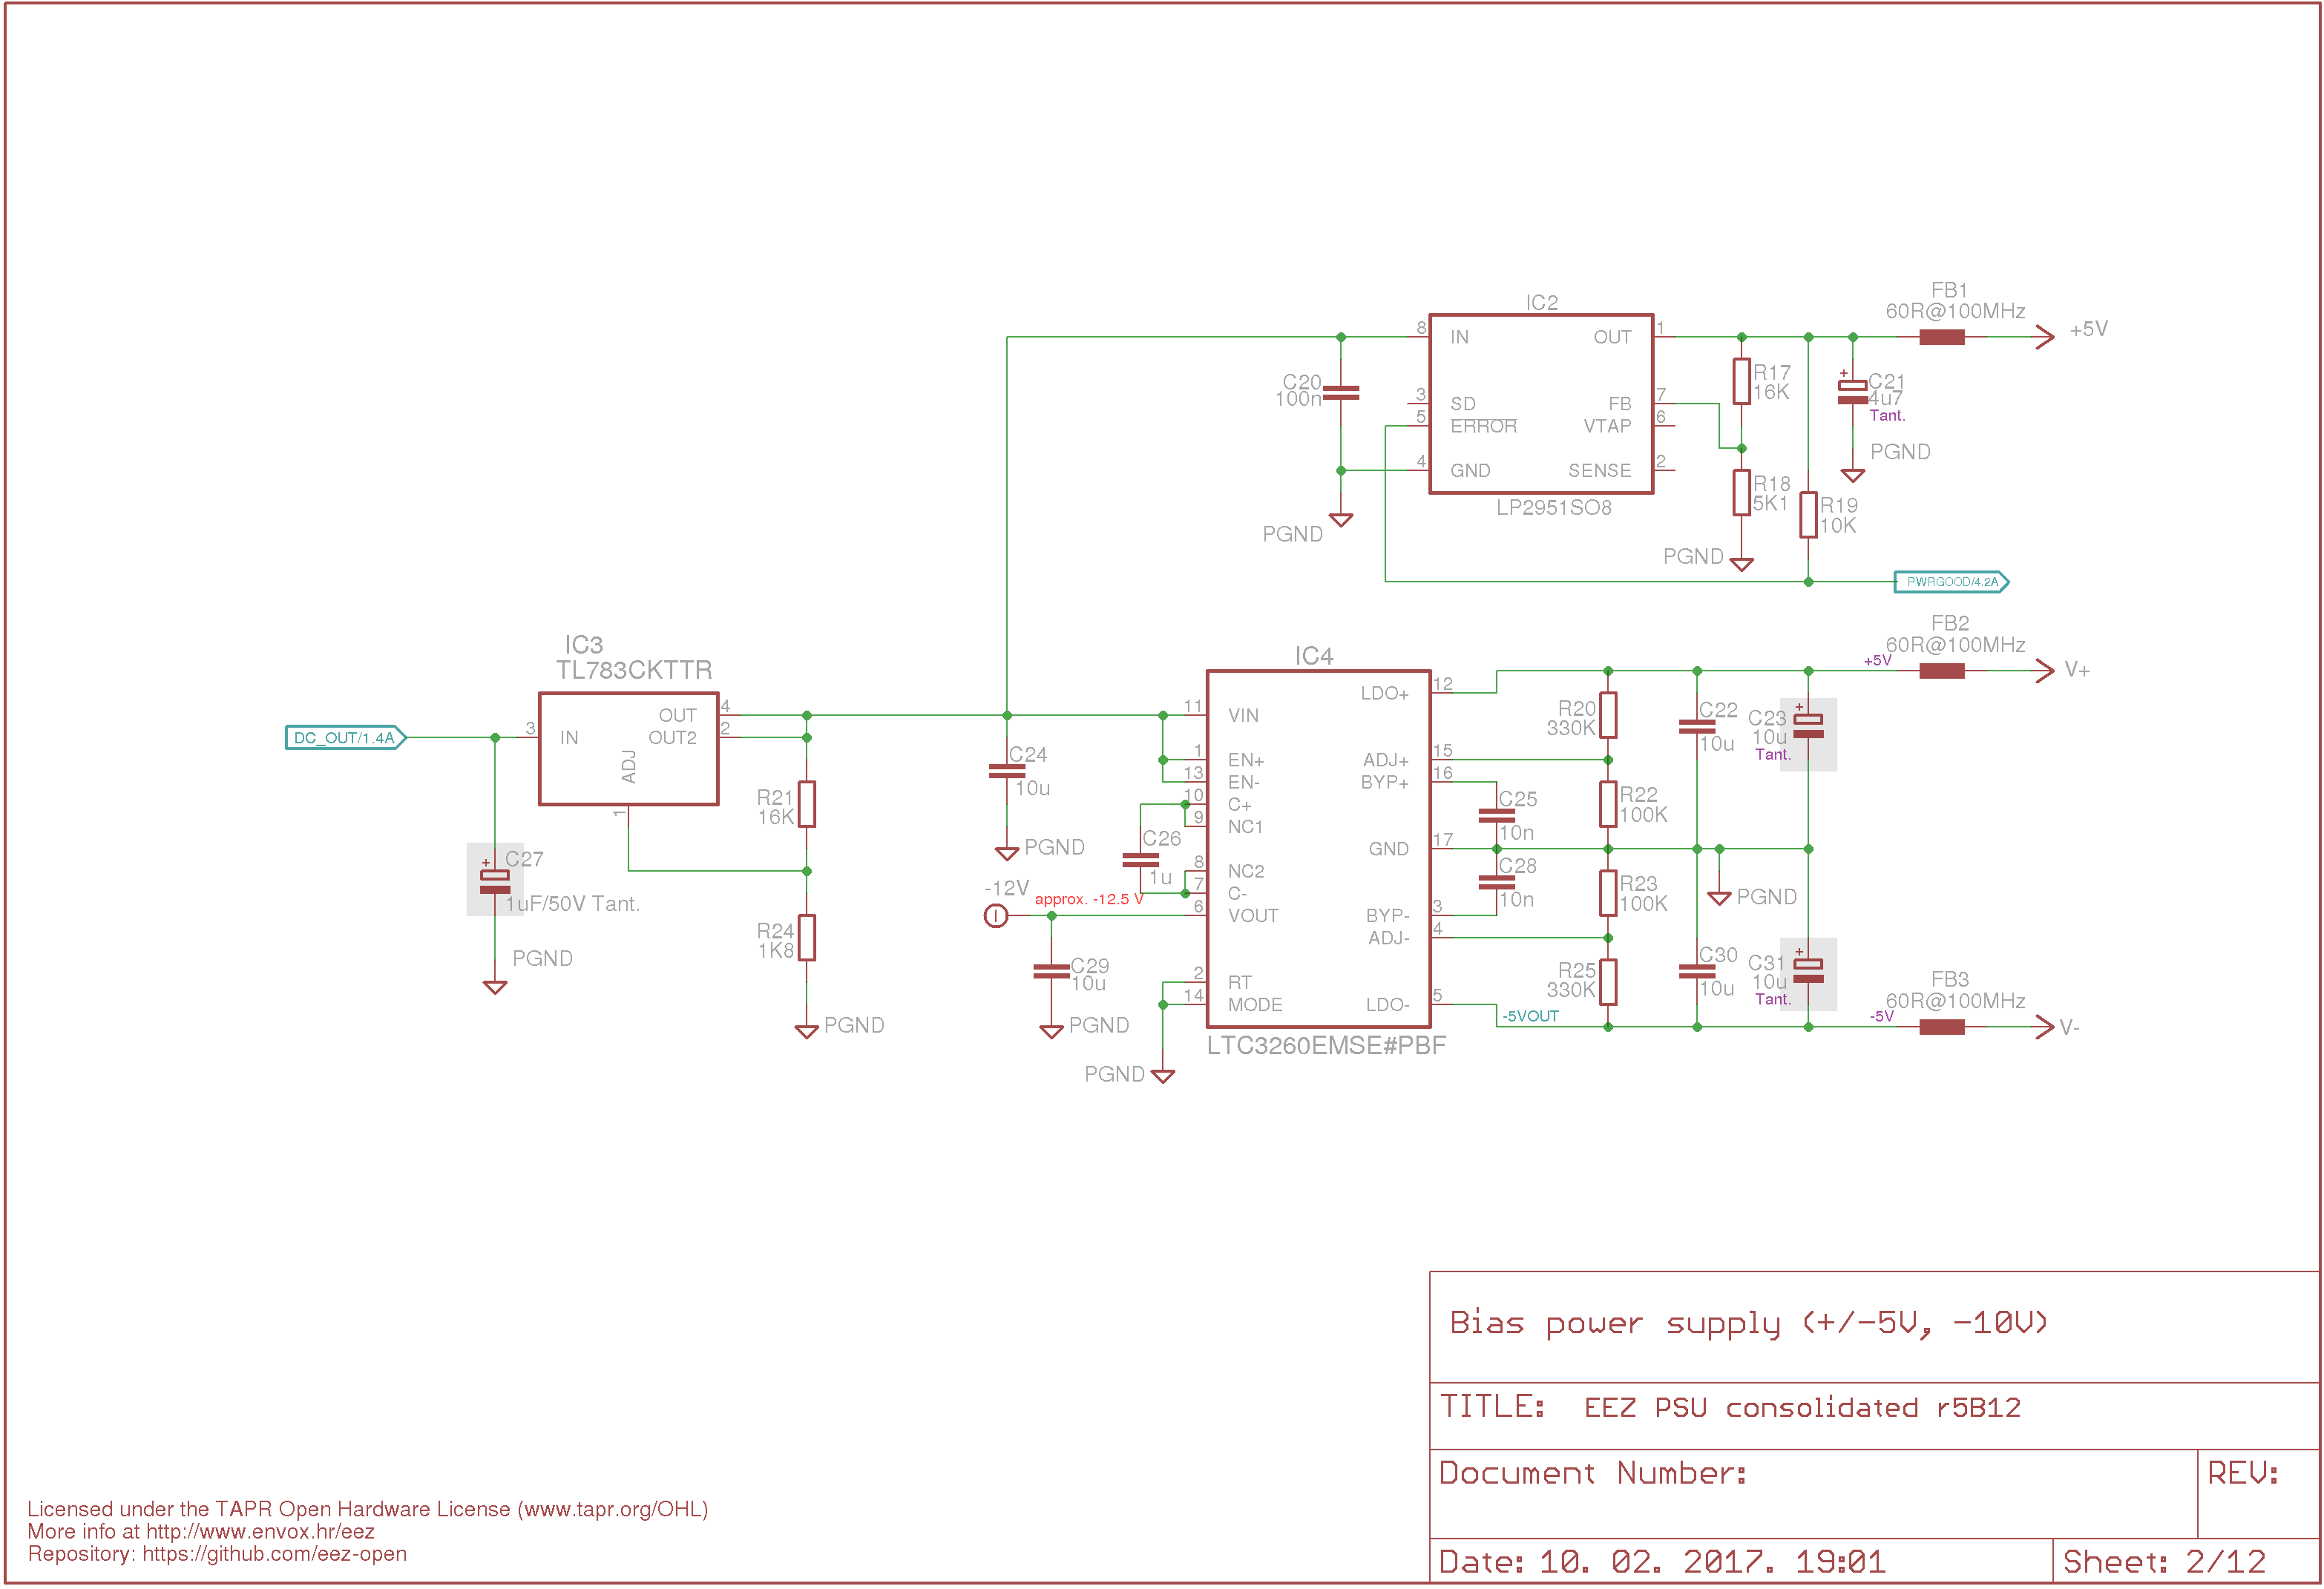 FB1
60R@100MHz
+5V
IC2
8
IN
OUT
1
3
SD
FB
7
5
ERROR
VTAP
6
4
GND
SENSE
2
LP2951SO8
C20
100n
PGND
R17
16K
R18
5K1
PGND
C21
4u7
Tant.
PGND
R19
10K
PWRGOOD/4.2A
IC3
TL783CKTTR
DC_OUT/1.4A
3
IN
OUT
4
OUT2
2
ADJ
1
C27
1uF/50V Tant.
PGND
R21
16K
R24
1K8
PGND
C24
10u
PGND
C26
1u
-12V
approx. -12.5 V
C29
10u
PGND
PGND
IC4
11
VIN
1
EN+
13
EN-
10
C+
9
NC1
8
NC2
7
C-
6
VOUT
2
RT
14
MODE
LDO+
12
ADJ+
15
BYP+
16
GND
17
BYP-
3
ADJ-
4
LDO-
5
LTC3260EMSE#PBF
-5VOUT
C25
10n
C28
10n
R20
330K
R22
100K
R23
100K
R25
330K
C22
10u
C23
10u
Tant.
PGND
C30
10u
C31
10u
Tant.
FB2
60R@100MHz
+5V
V+
FB3
60R@100MHz
-5V
V-
Bias power supply (+/-5V, -10V)
TITLE: EEZ PSU consolidated r5B12
Document Number:
REV:
Date: 10. 02. 2017. 19:01
Sheet: 2/12
Licensed under the TAPR Open Hardware License (www.tapr.org/OHL)
More info at http://www.envox.hr/eez
Repository: https://github.com/eez-open